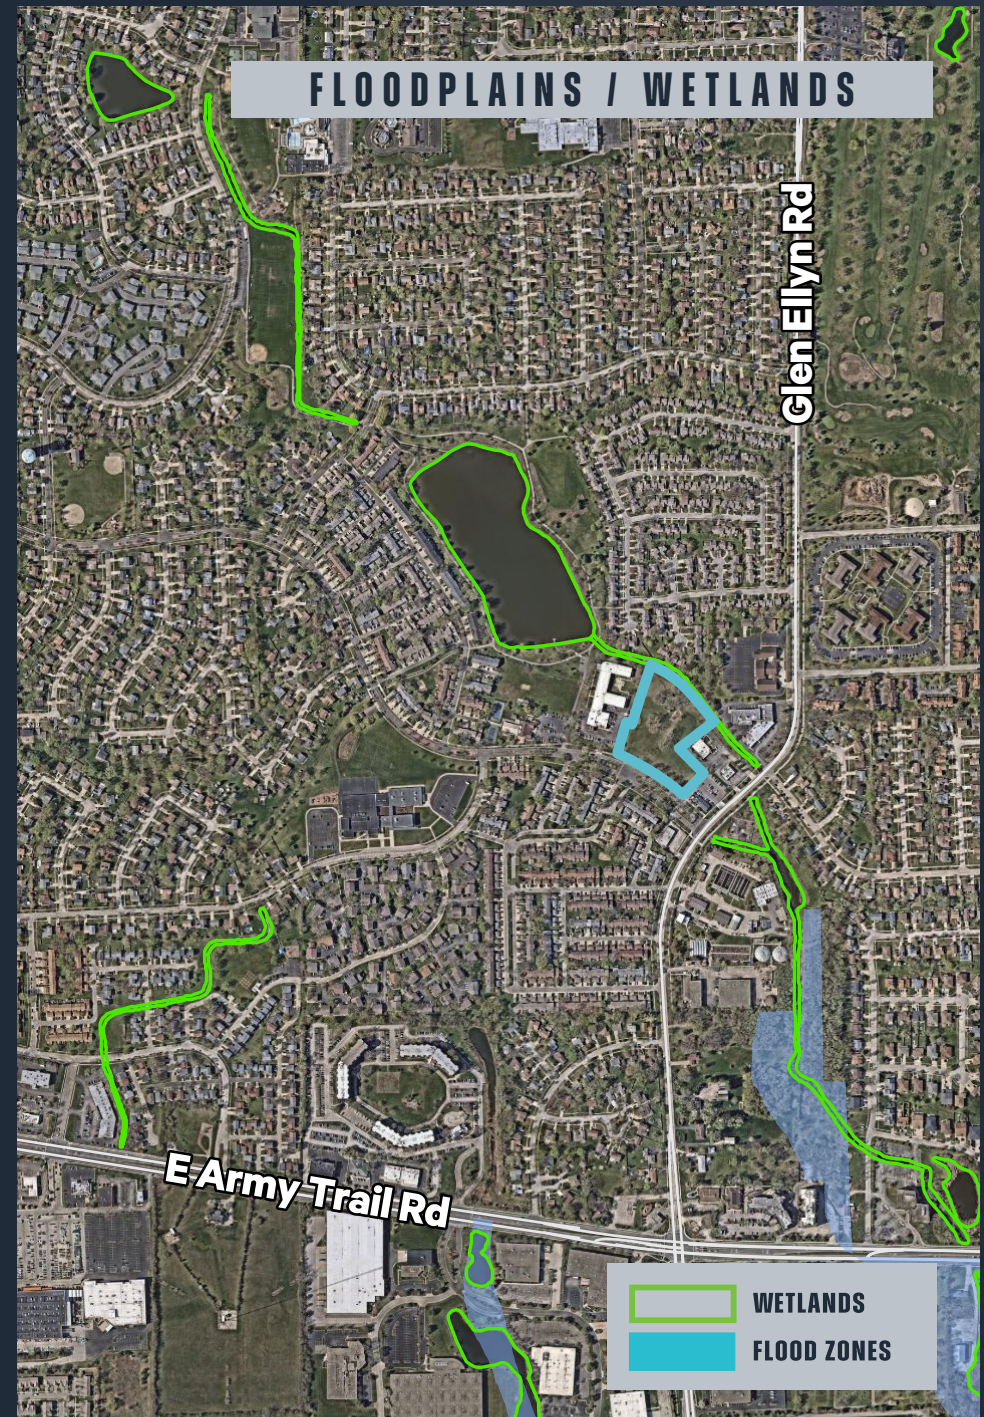 FLOODPLAINS / WETLANDS
Glen Ellyn Rd
E Army Trail Rd
WETLANDS
FLOOD ZONES